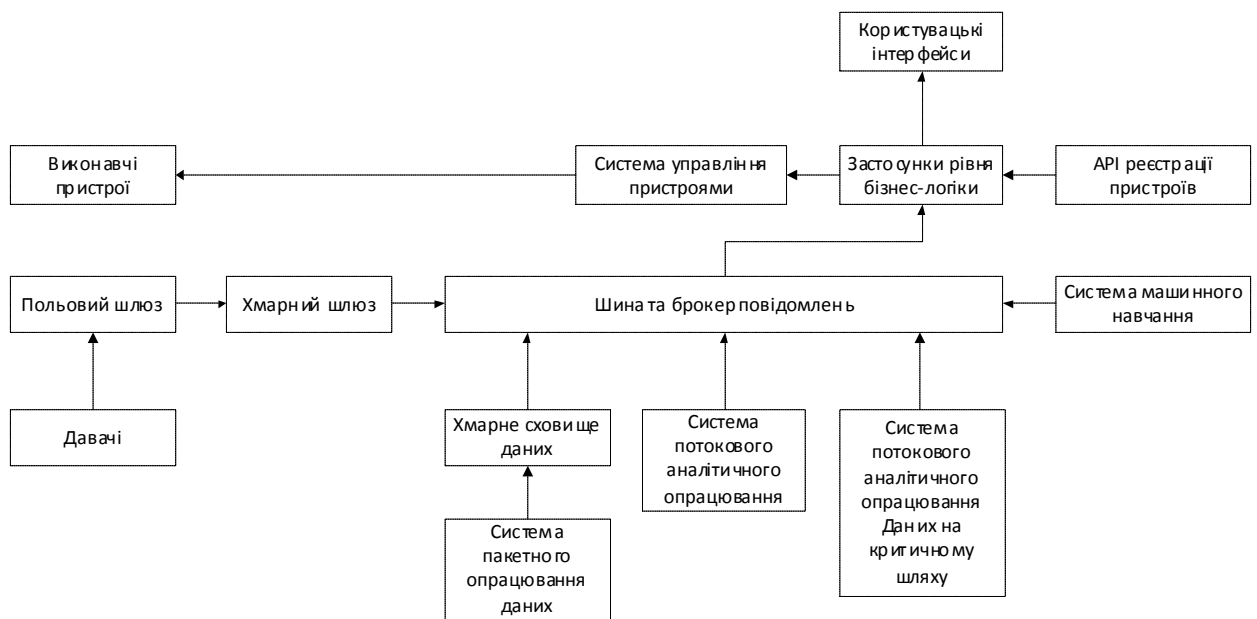 Користувацькі
інтерфейси
Виконавчі
пристрої
Система управління
пристроями
Застосунки рівня
бізнес-логіки
API реєстрації
пристроїв
Польовий шлюз
Хмарний шлюз
Шина та брокер повідомлень
Система машинного
навчання
Давачі
Хмарне сховище
даних
Система
потокового
аналітичного
опрацювання
Система
потокового
аналітичного
опрацювання
Даних на
критичному
шляху
Система
пакетного
опрацювання
даних